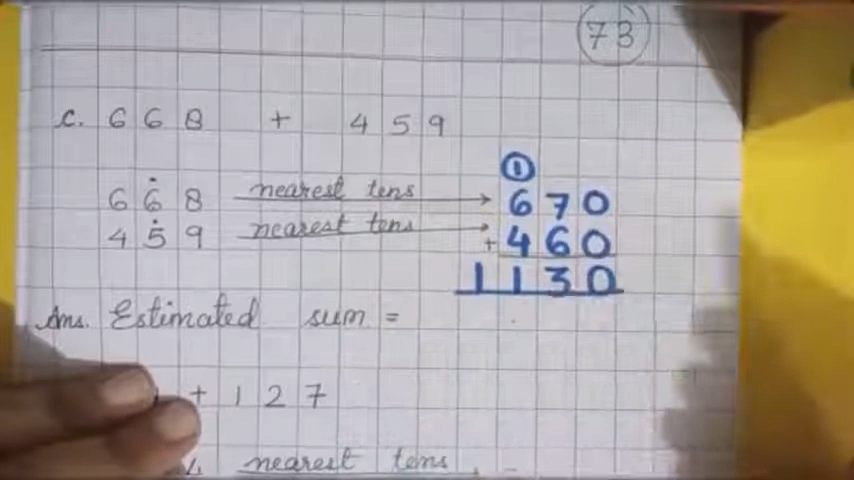 73
c. 668 + 459
①
668 nearest tens → 670
459 nearest tens → + 460
1130
Ans. Estimated sum =
+ 127
nearest tens